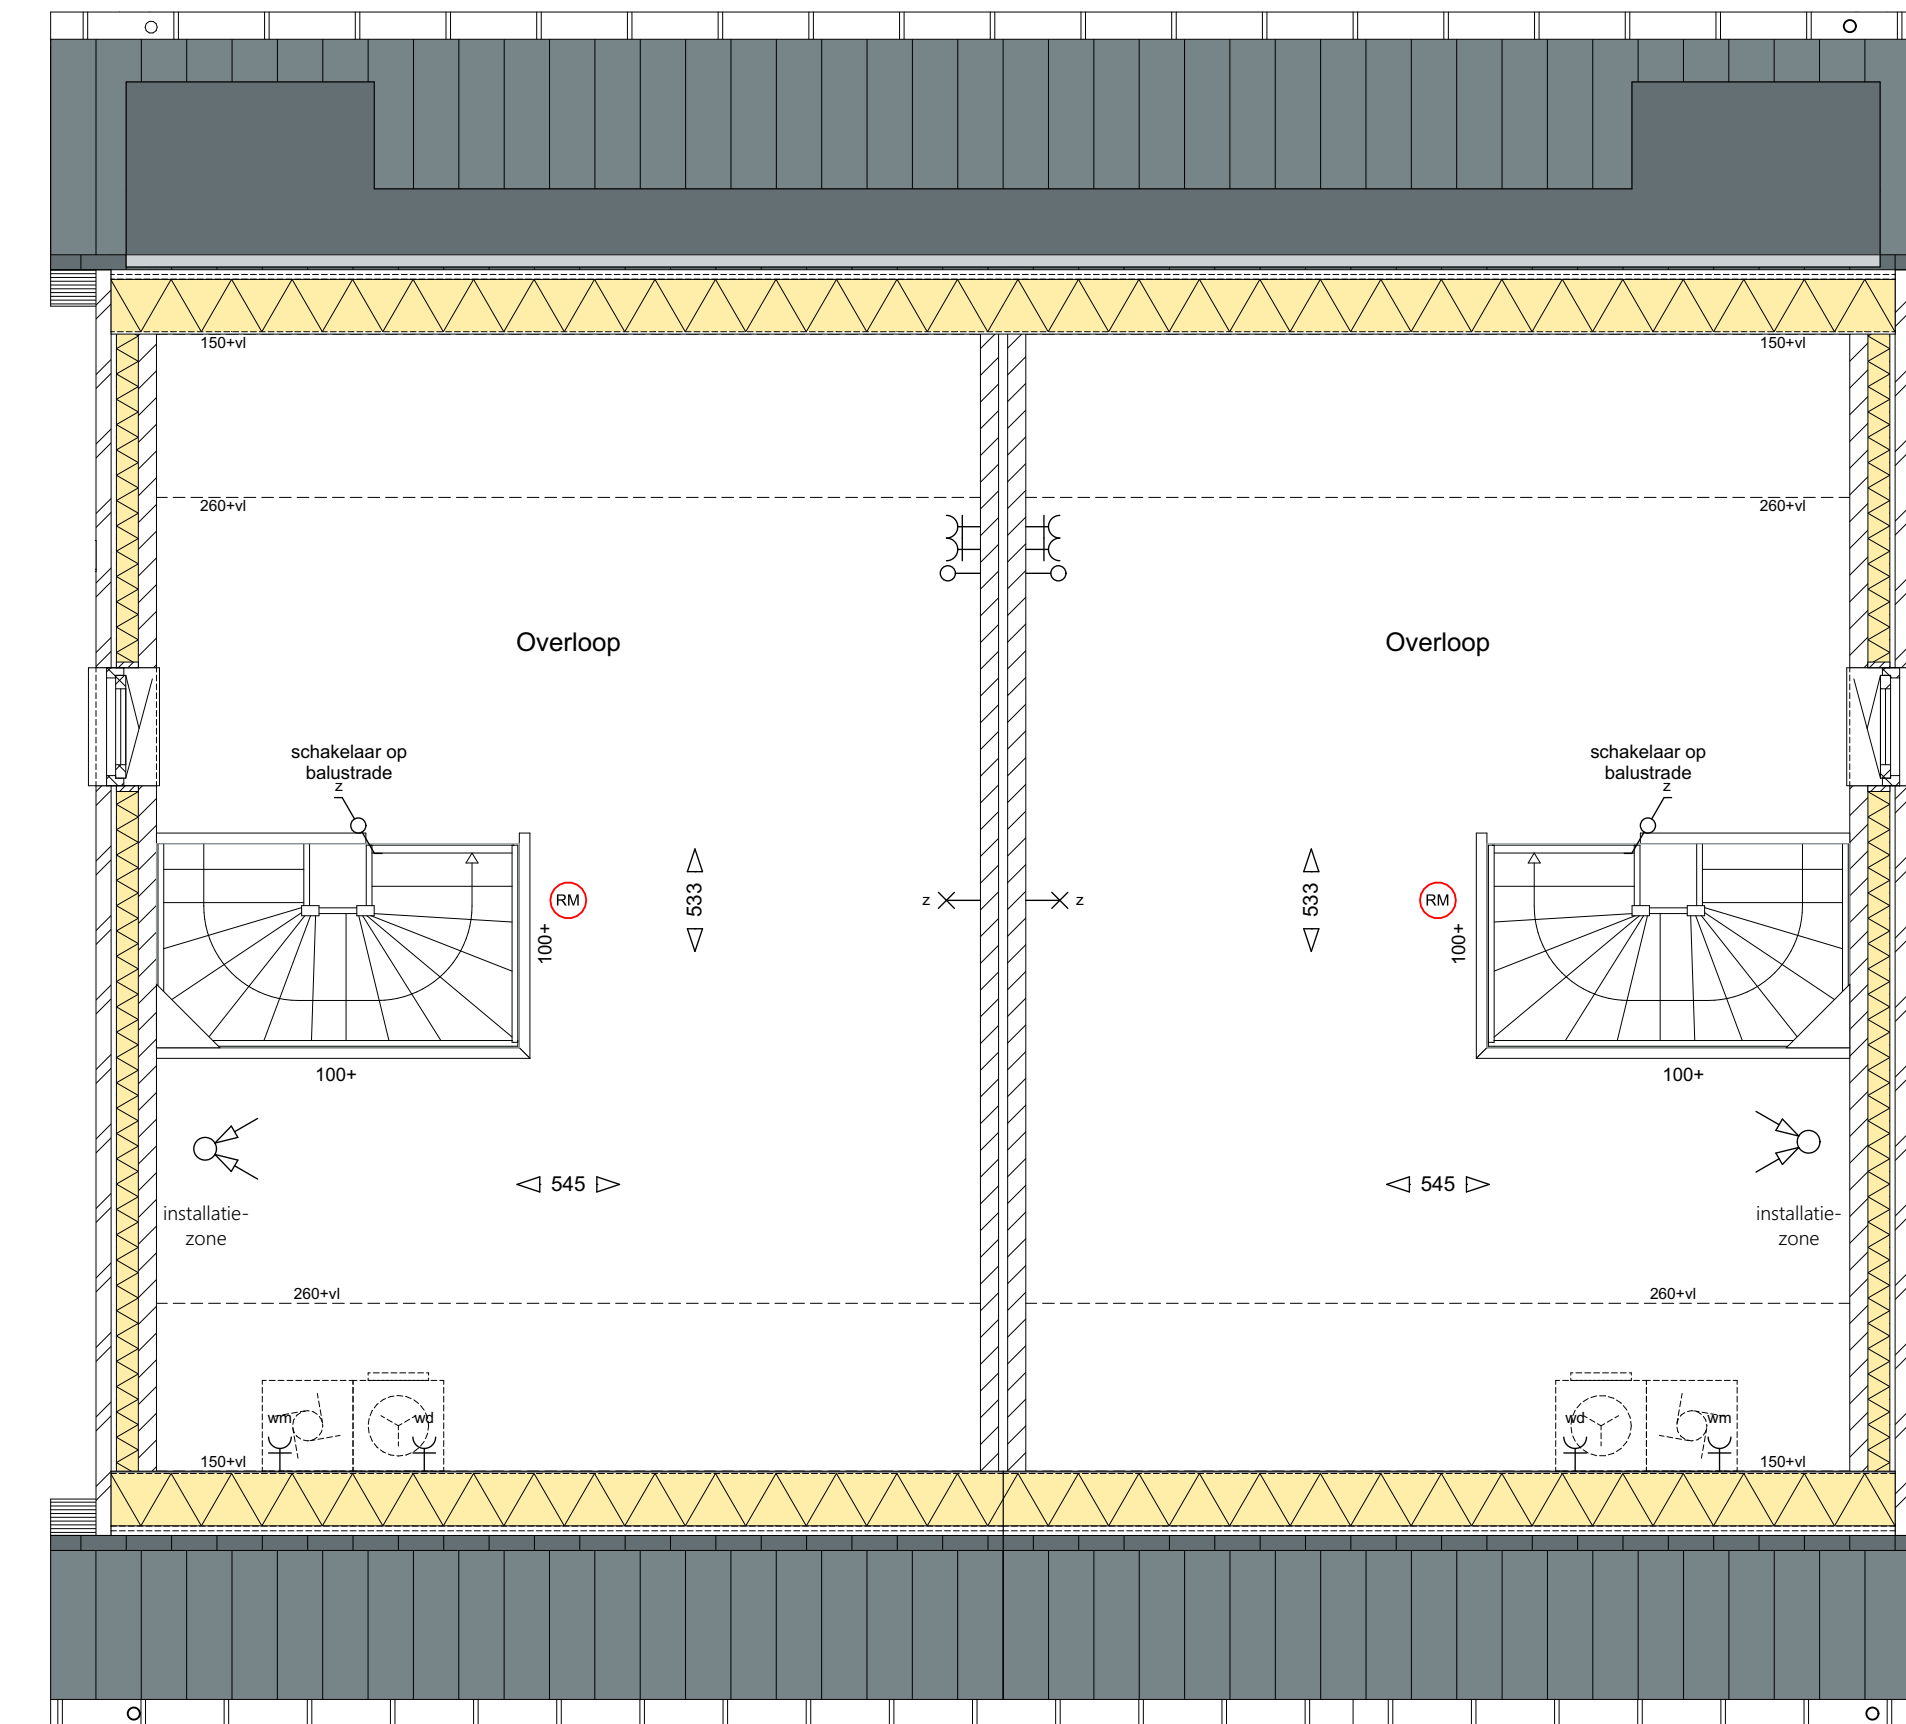 150+vl
150+vl
260+vl
260+vl
Overloop
Overloop
schakelaar op
balustrade
z
schakelaar op
balustrade
z
RM
533
z
z
533
RM
100+
100+
100+
100+
545
545
installatie-
zone
installatie-
zone
260+vl
260+vl
wm
wd
wd
wm
150+vl
150+vl